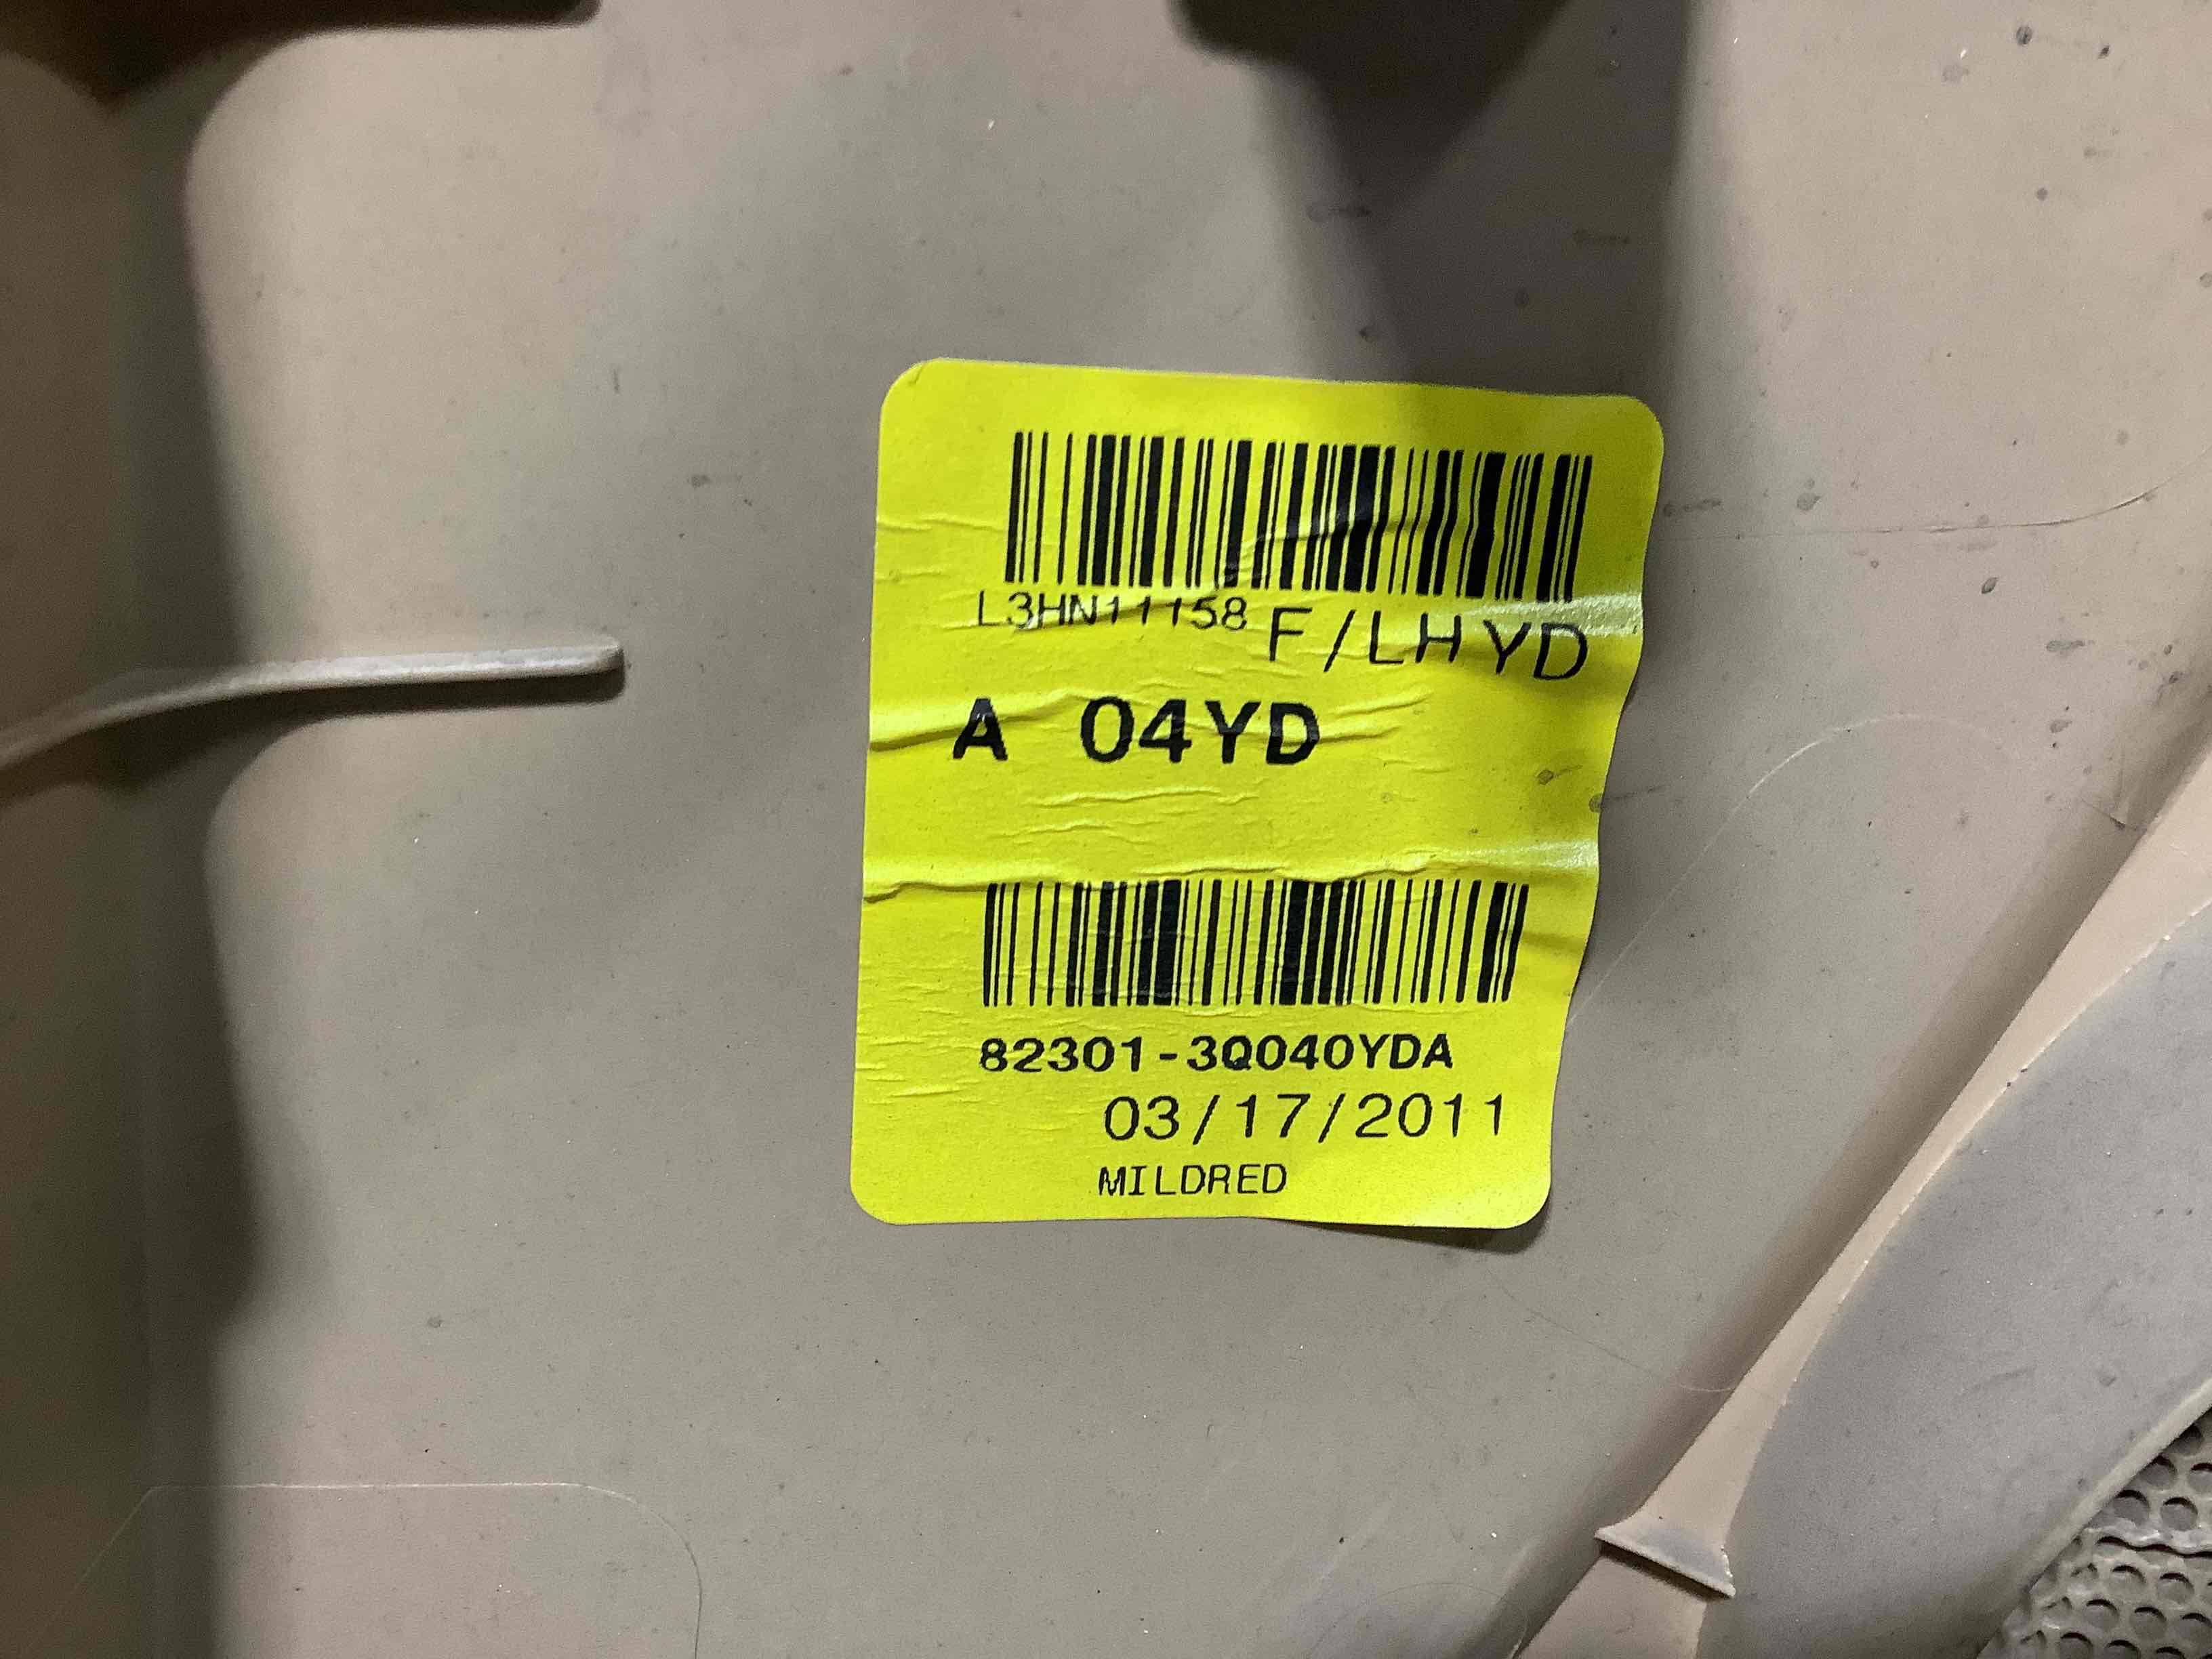 L3HN11158 F/LHYD
A 04YD
82301-3Q040YDA
03/17/2011
MILDRED